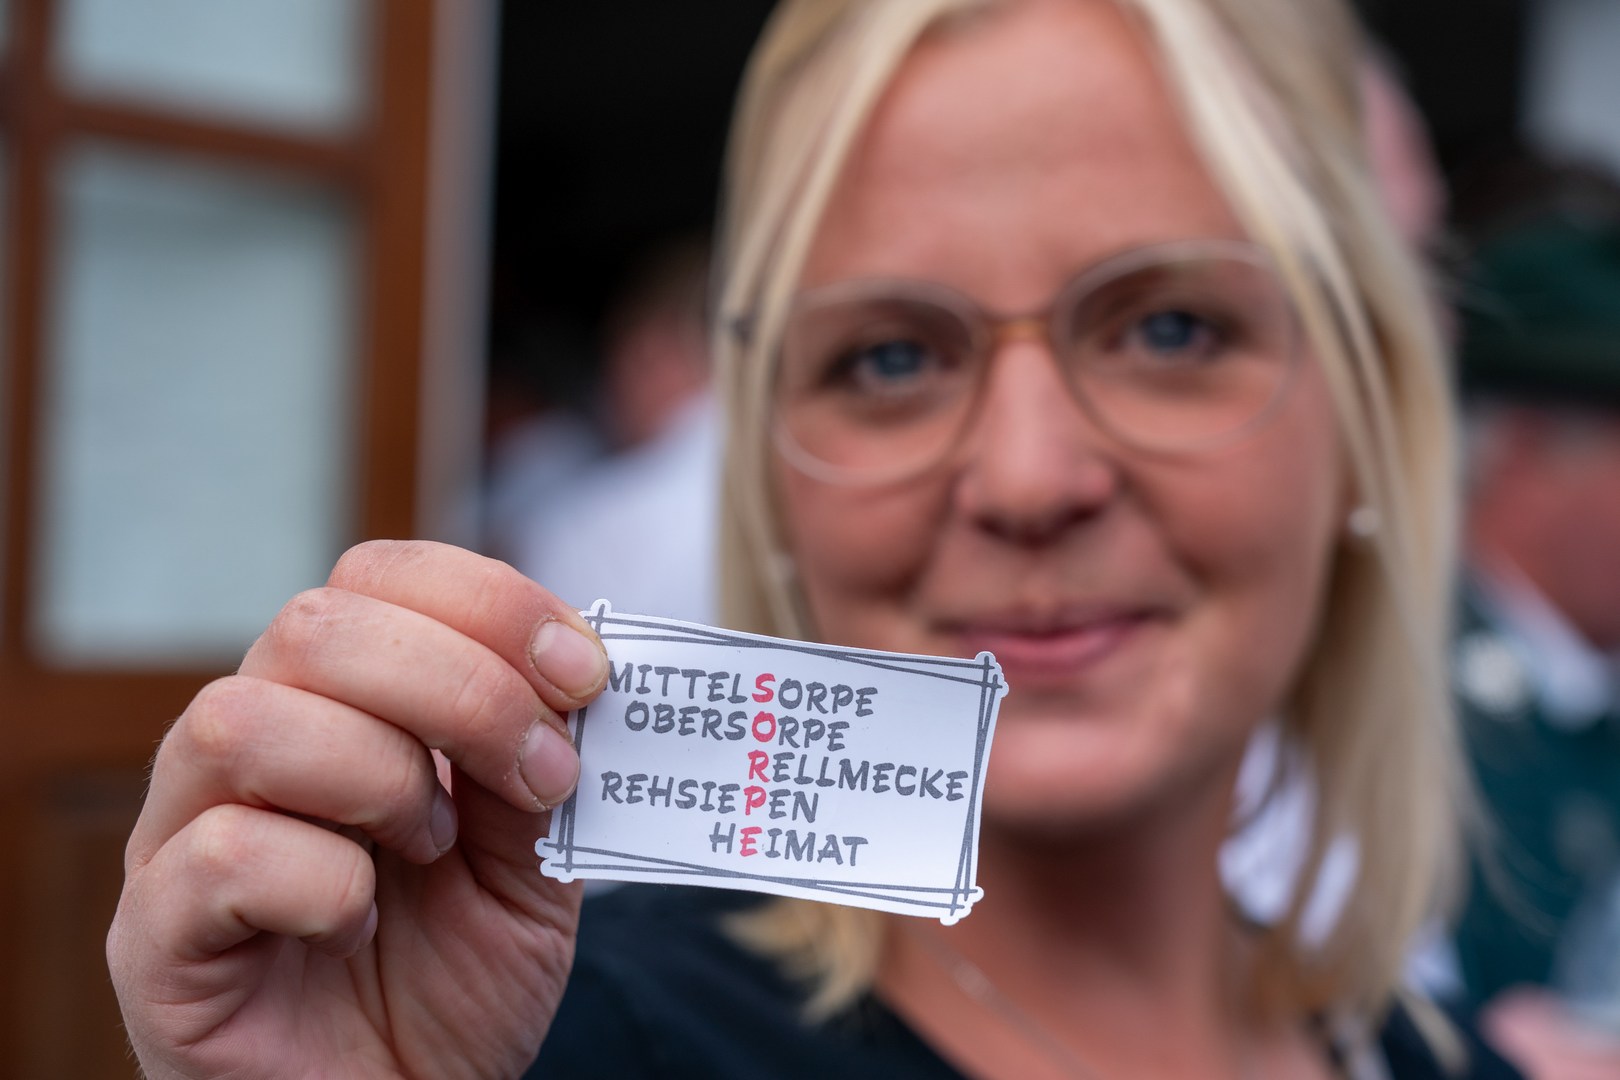 MITTELSORPE
OBERSORPE
RELLMECKE
REHSIEPEN
HEIMAT